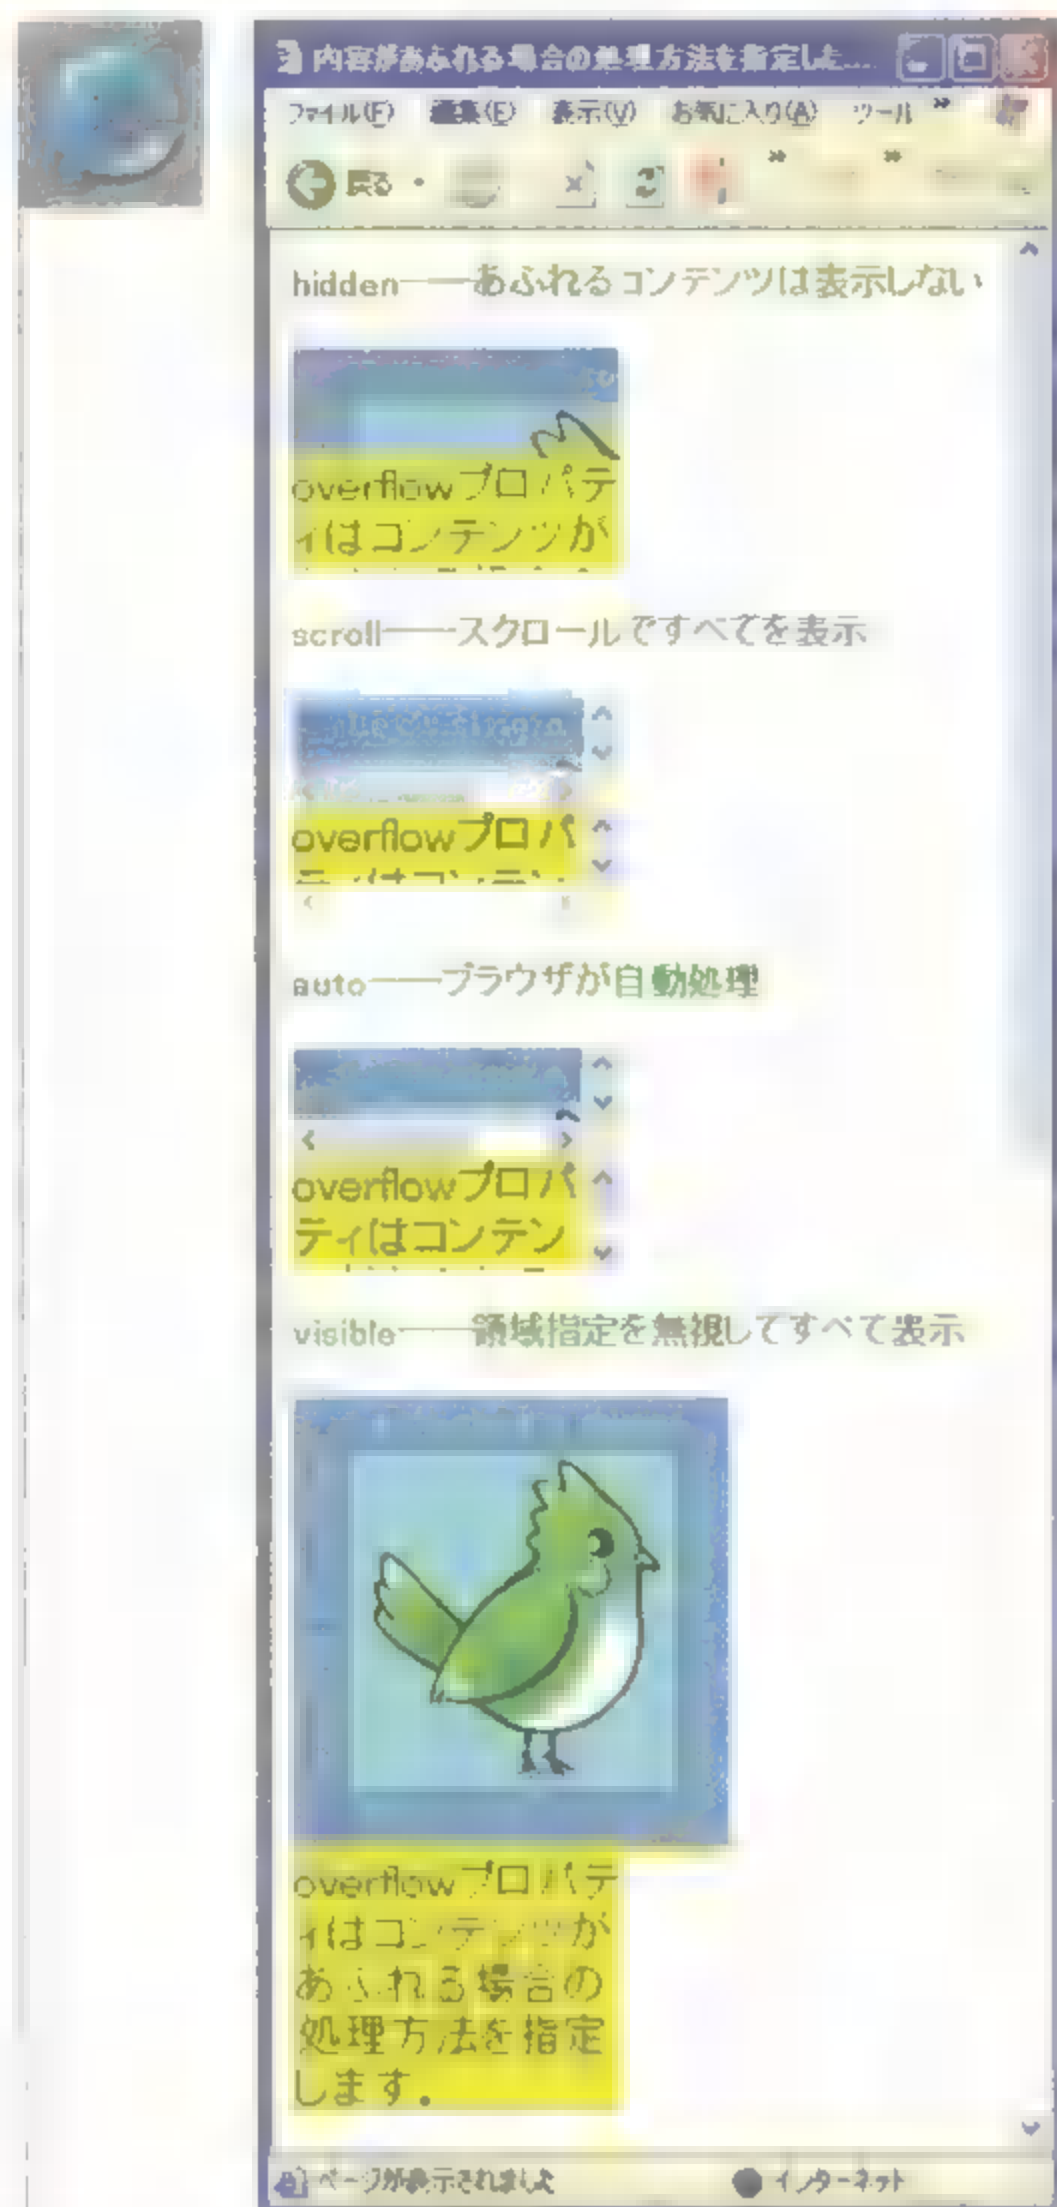 内容があふれる場合の処理方法を指定した...
ファイル(F) 編集(E) 表示(V) お気に入り(A) ツール »
戻る
hidden――あふれるコンテンツは表示しない
overflowプロパテ
ィはコンテンツが
scroll――スクロールですべてを表示
overflowプロパ
ティはコンテン
auto――ブラウザが自動処理
overflowプロパ
ティはコンテン
visible――領域指定を無視してすべて表示
overflowプロパテ
ィはコンテンツが
あふれる場合の
処理方法を指定
します。
ページが表示されました インターネット